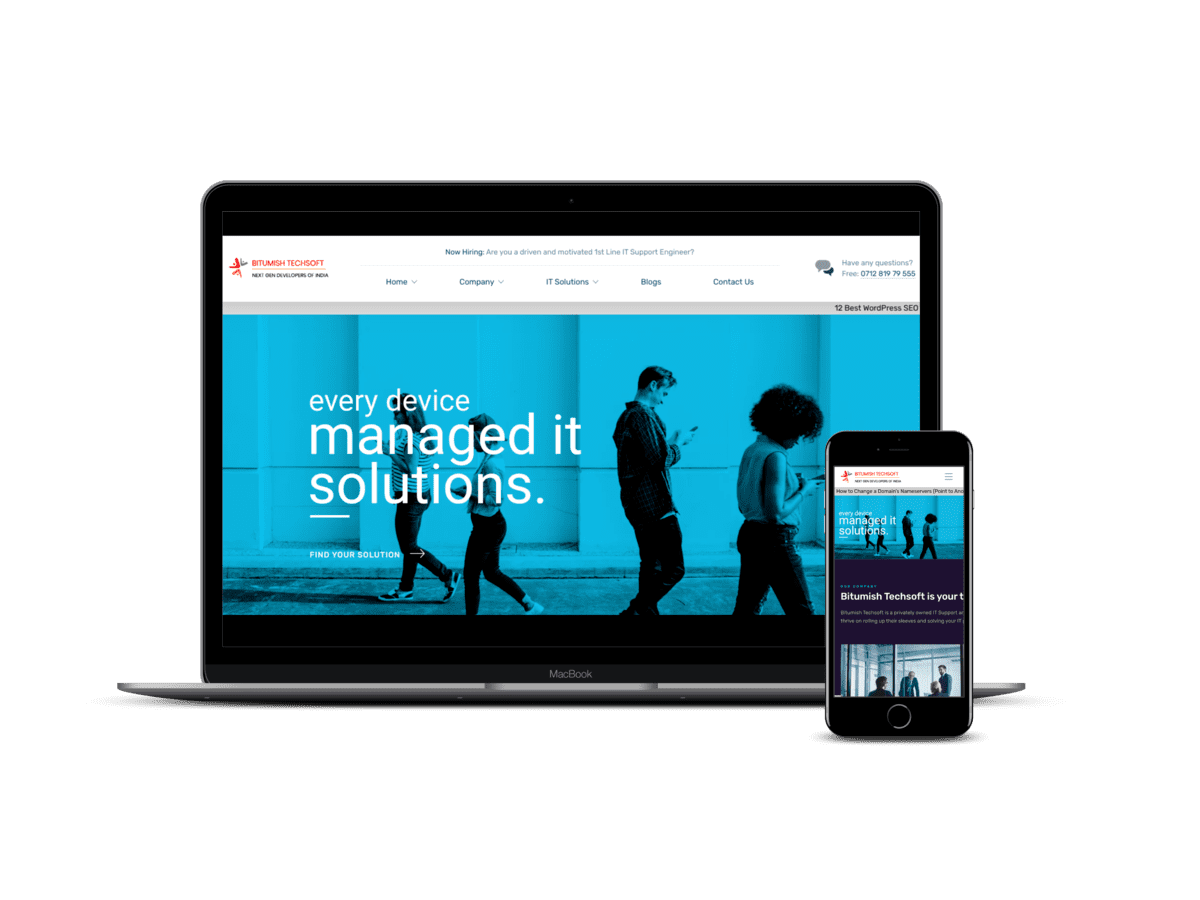 Now Hiring: Are you a driven and motivated 1st Line IT Support Engineer?
BITUMISH TECHSOFT
NEXT GEN DEVELOPERS OF INDIA
Home
Company
IT Solutions
Blogs
Contact Us
Have any questions?
Free: 0712 819 79 555
12 Best WordPress SEO
every device
managed it
solutions.
FIND YOUR SOLUTION
MacBook
BITUMISH TECHSOFT
NEXT GEN DEVELOPERS OF INDIA
How to Change a Domain's Nameservers (Point to Ano
every device
managed it
solutions.
OUR COMPANY
Bitumish Techsoft is your t
Bitumish Techsoft is a privately owned IT Support a
thrive on rolling up their sleeves and solving your IT